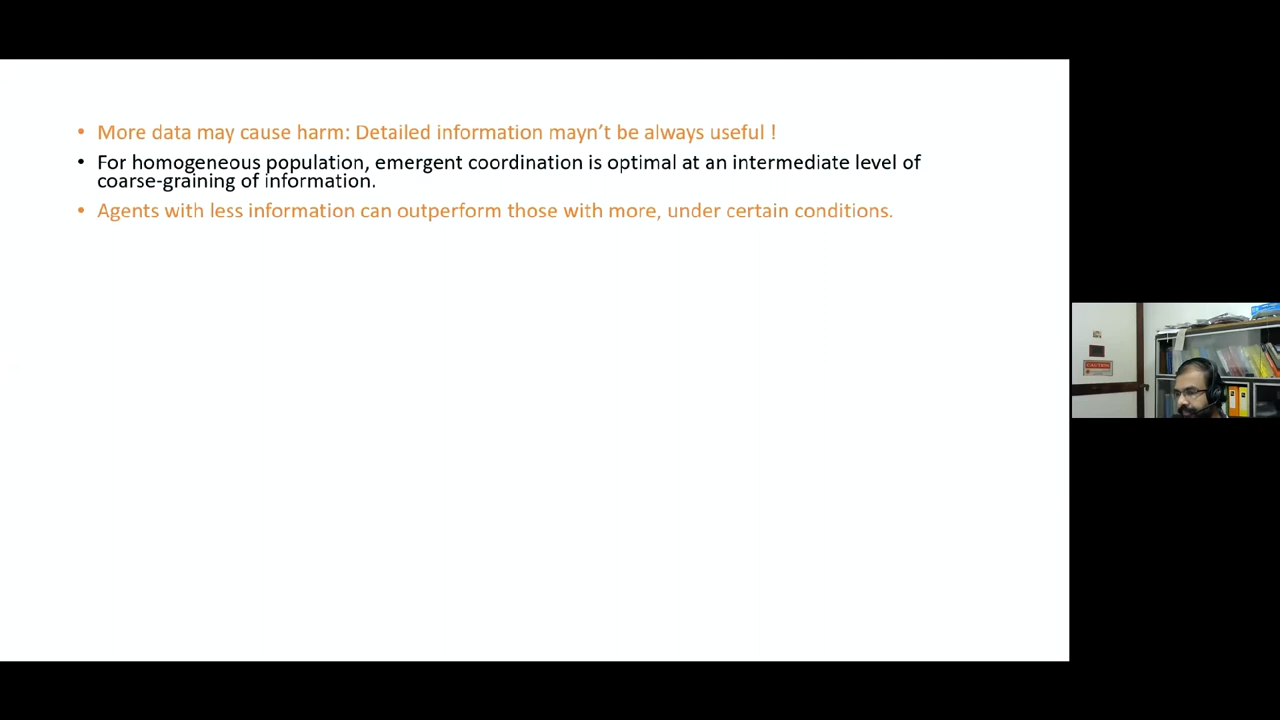 • More data may cause harm: Detailed information mayn't be always useful !
• For homogeneous population, emergent coordination is optimal at an intermediate level of
coarse-graining of information.
• Agents with less information can outperform those with more, under certain conditions.
CAUTION